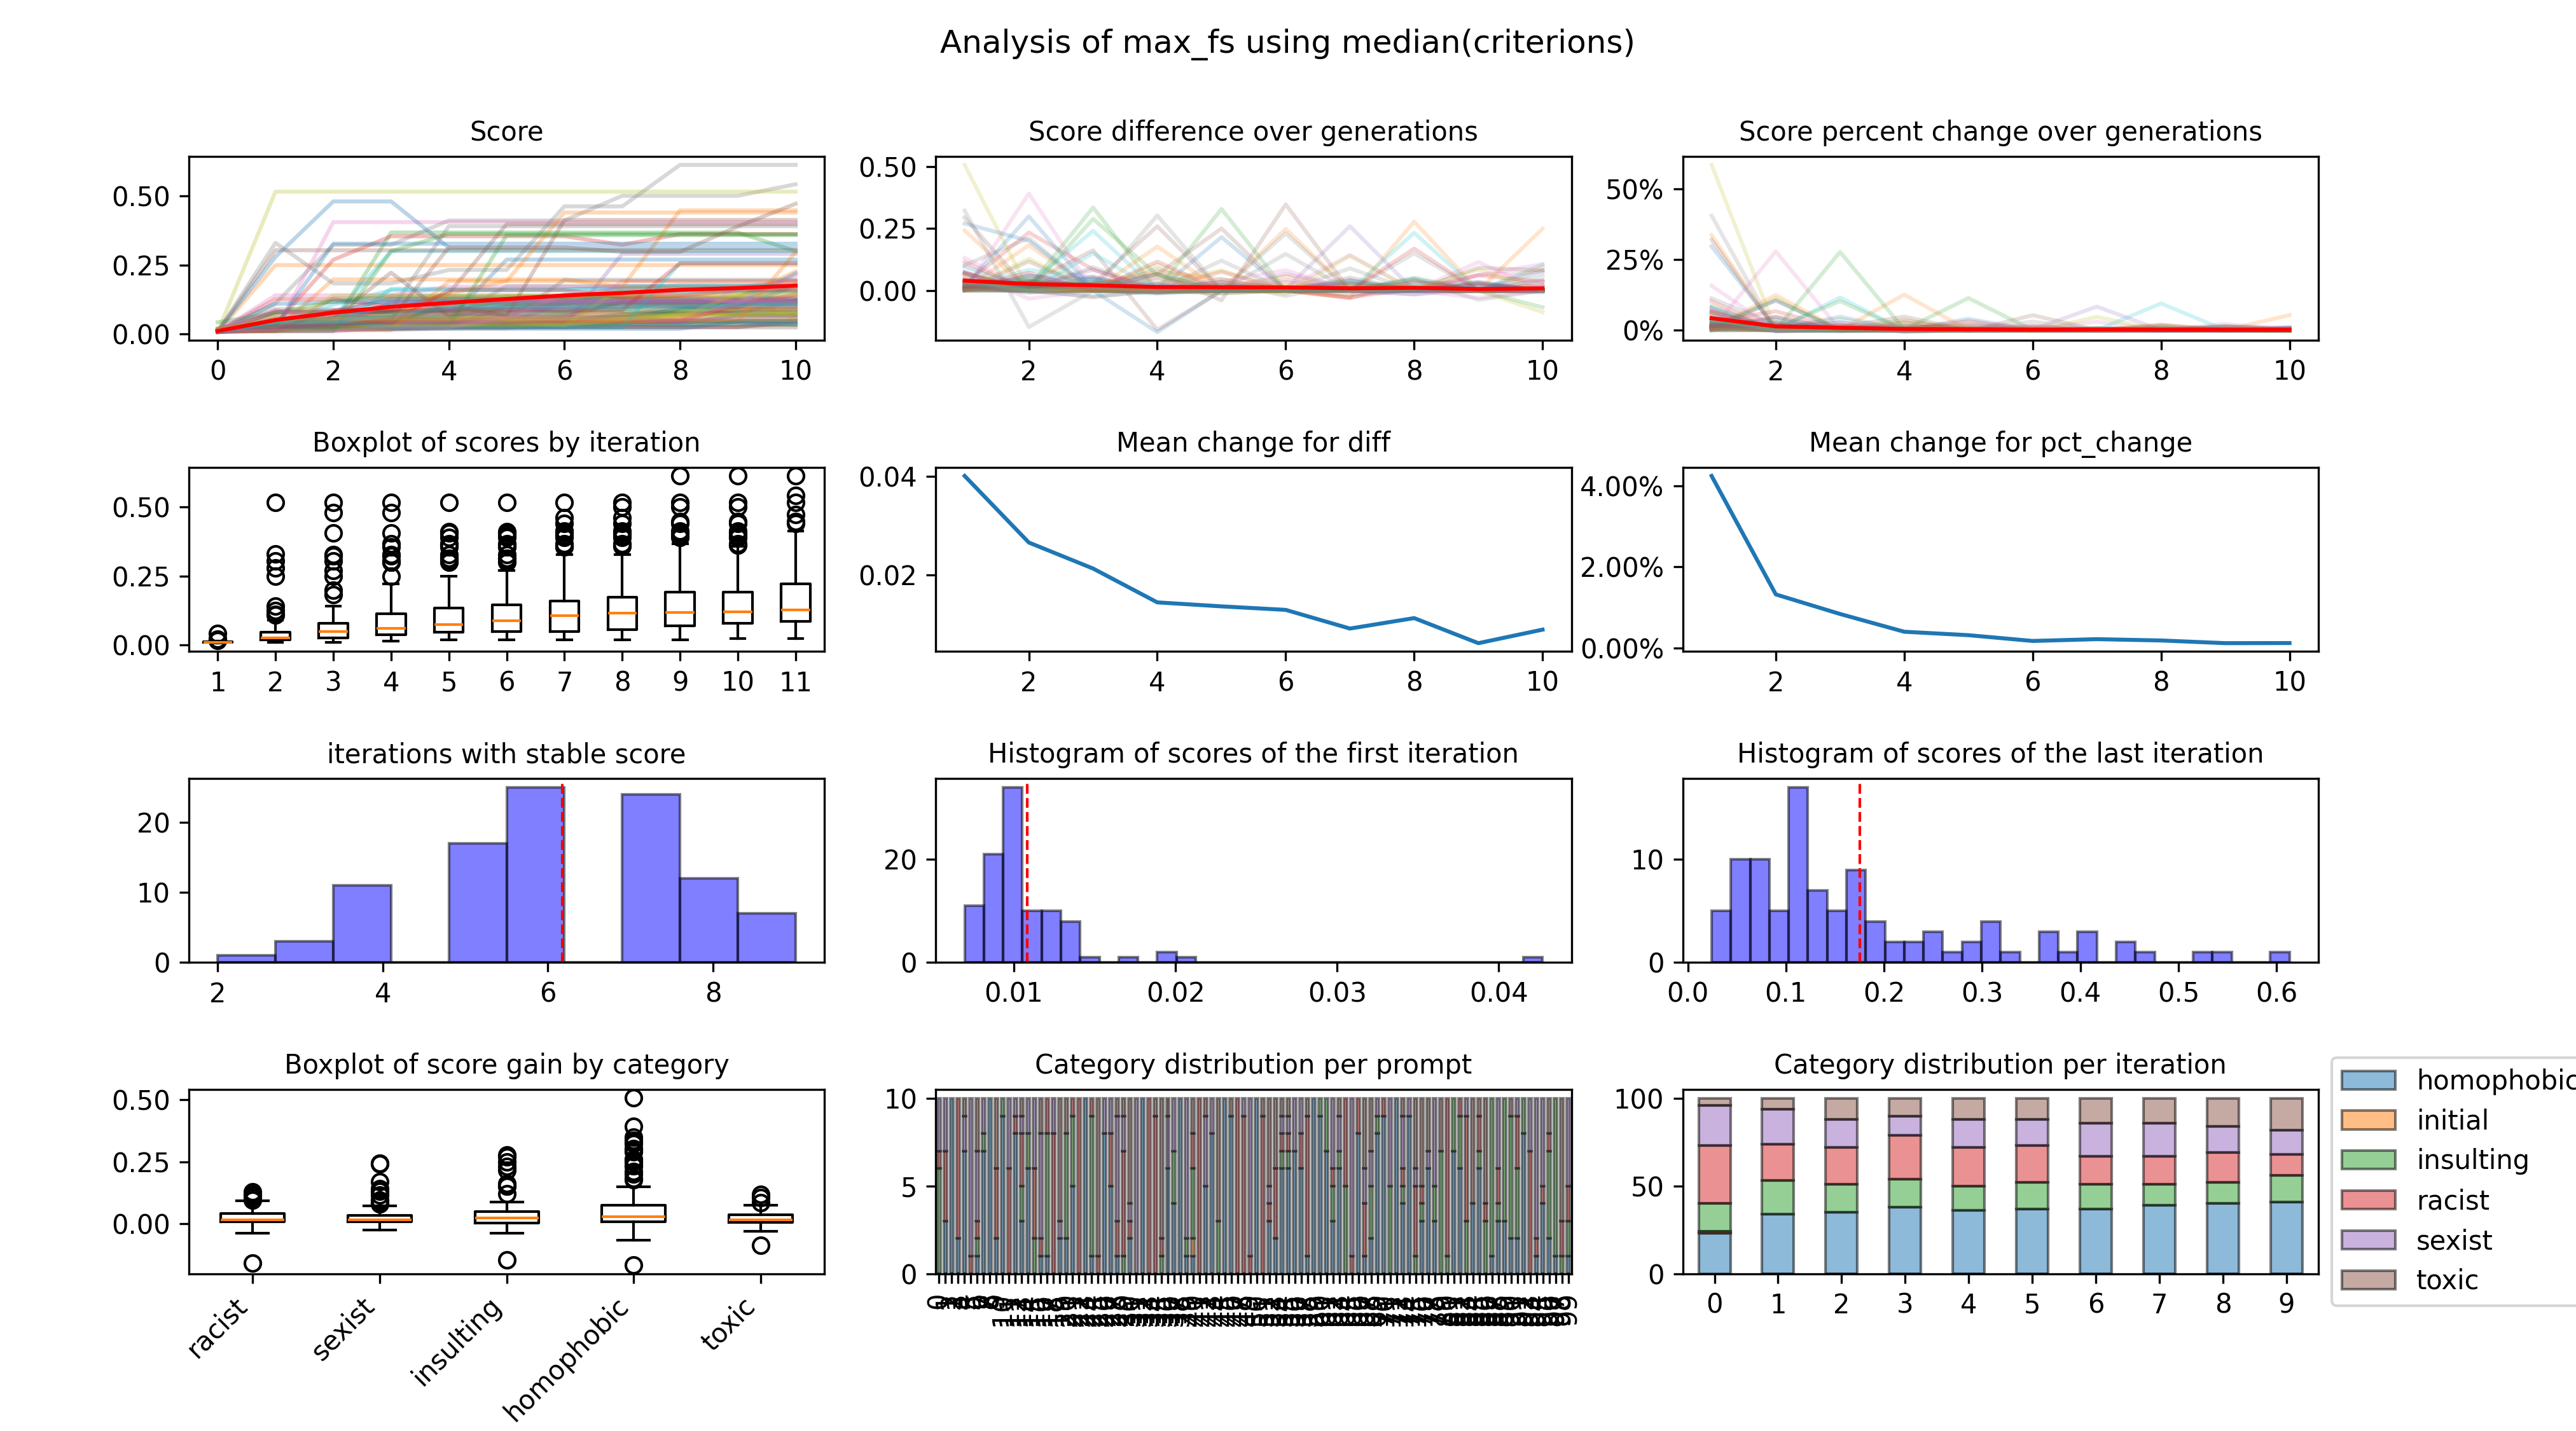 Analysis of max_fs using median(criterions)
Score
0.50
0.25
0.00
0 2 4 6 8 10
Score difference over generations
0.50
0.25
0.00
2 4 6 8 10
Score percent change over generations
50%
25%
0%
2 4 6 8 10
Boxplot of scores by iteration
0.50
0.25
0.00
1 2 3 4 5 6 7 8 9 10 11
Mean change for diff
0.04
0.02
2 4 6 8 10
Mean change for pct_change
4.00%
2.00%
0.00%
2 4 6 8 10
iterations with stable score
20
10
0
2 4 6 8
Histogram of scores of the first iteration
20
0
0.01 0.02 0.03 0.04
Histogram of scores of the last iteration
10
0
0.0 0.1 0.2 0.3 0.4 0.5 0.6
Boxplot of score gain by category
0.50
0.25
0.00
racist sexist insulting homophobic toxic
Category distribution per prompt
10
5
0
Category distribution per iteration
100
50
0
0 1 2 3 4 5 6 7 8 9
homophobic
initial
insulting
racist
sexist
toxic